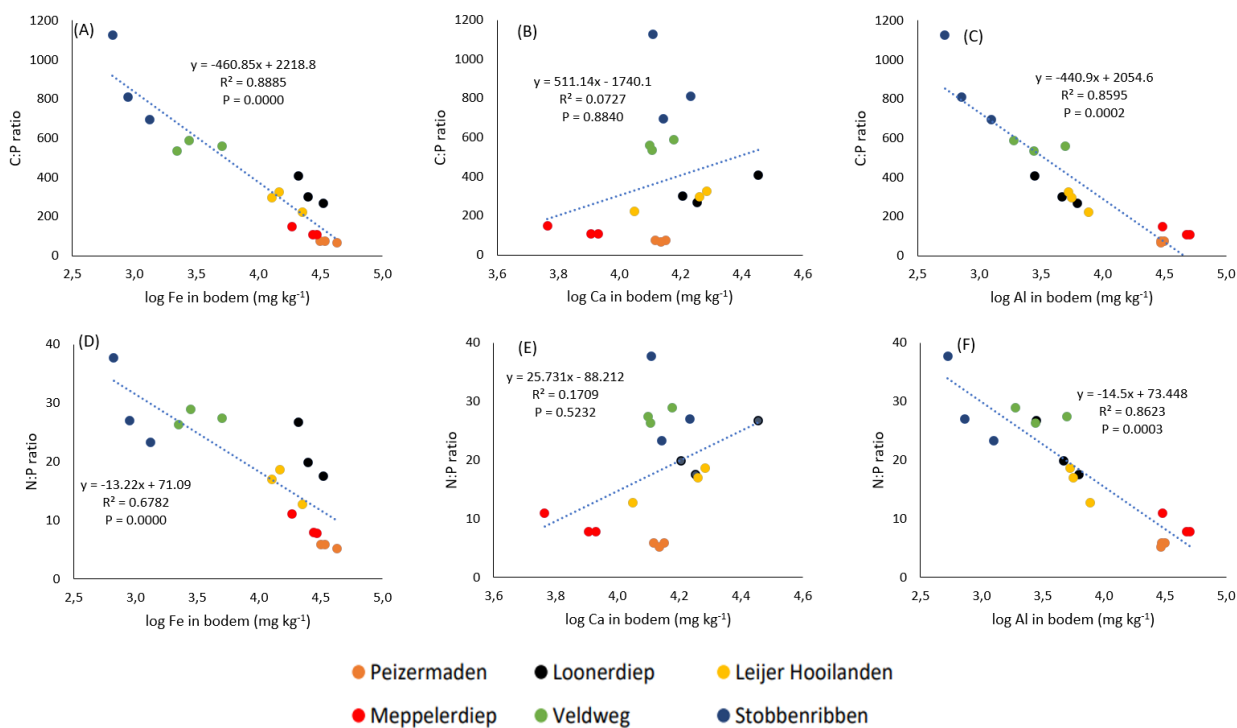 (A)
y = -460.85x + 2218.8
R² = 0.8885
P = 0.0000
C:P ratio
1200
1000
800
600
400
200
0
2,5 3,0 3,5 4,0 4,5 5,0
log Fe in bodem (mg kg⁻¹)
(B)
y = 511.14x - 1740.1
R² = 0.0727
P = 0.8840
C:P ratio
1200
1000
800
600
400
200
0
3,6 3,8 4,0 4,2 4,4 4,6
log Ca in bodem (mg kg⁻¹)
(C)
y = -440.9x + 2054.6
R² = 0.8595
P = 0.0002
C:P ratio
1200
1000
800
600
400
200
0
2,5 3,0 3,5 4,0 4,5 5,0
log Al in bodem (mg kg⁻¹)
(D)
y = -13.22x + 71.09
R² = 0.6782
P = 0.0000
N:P ratio
40
30
20
10
0
2,5 3,0 3,5 4,0 4,5 5,0
log Fe in bodem (mg kg⁻¹)
(E)
y = 25.731x - 88.212
R² = 0.1709
P = 0.5232
N:P ratio
40
30
20
10
0
3,6 3,8 4,0 4,2 4,4 4,6
log Ca in bodem (mg kg⁻¹)
(F)
y = -14.5x + 73.448
R² = 0.8623
P = 0.0003
N:P ratio
40
30
20
10
0
2,5 3,0 3,5 4,0 4,5 5,0
log Al in bodem (mg kg⁻¹)
Peizermaden Loonerdiep Leijer Hooilanden
Meppelerdiep Veldweg Stobbenribben